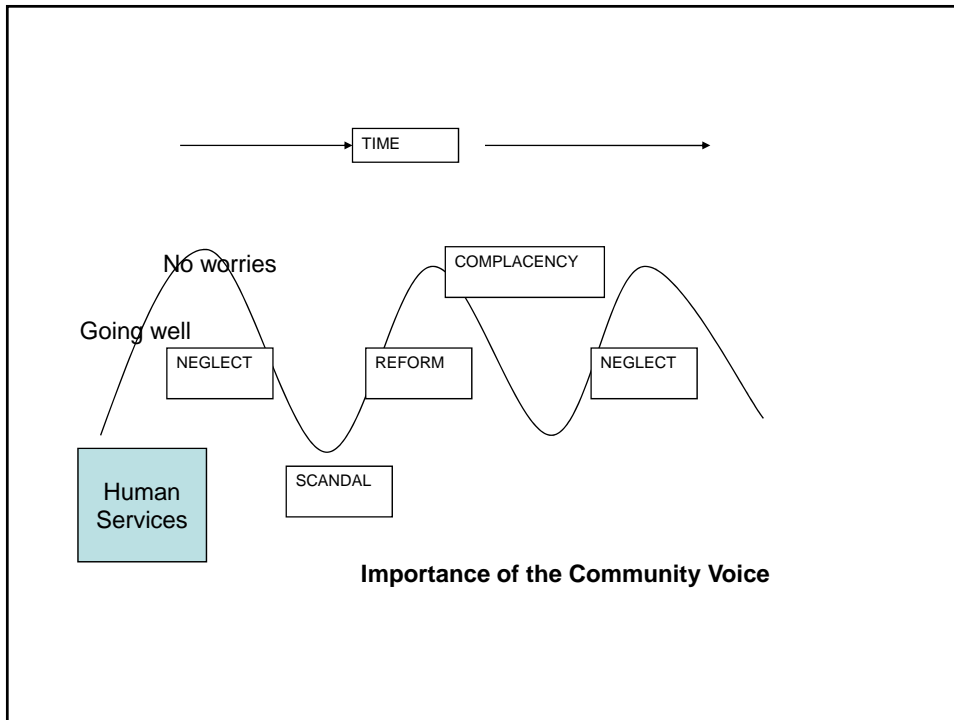 TIME
No worries
COMPLACENCY
Going well
NEGLECT
REFORM
NEGLECT
SCANDAL
Human
Services
Importance of the Community Voice